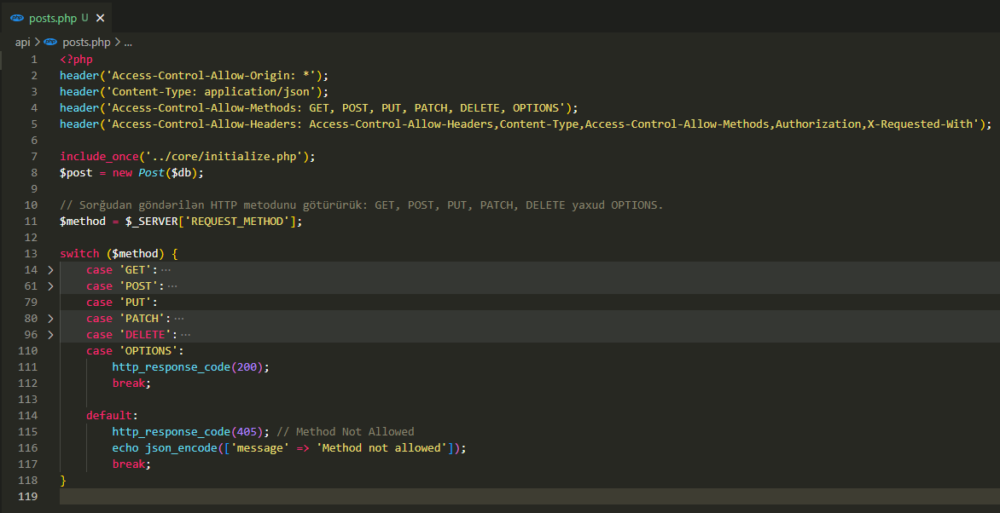 posts.php U
api > posts.php > ...
1 <?php
2 header('Access-Control-Allow-Origin: *');
3 header('Content-Type: application/json');
4 header('Access-Control-Allow-Methods: GET, POST, PUT, PATCH, DELETE, OPTIONS');
5 header('Access-Control-Allow-Headers: Access-Control-Allow-Headers,Content-Type,Access-Control-Allow-Methods,Authorization,X-Requested-With');
6
7 include_once('../core/initialize.php');
8 $post = new Post($db);
9
10 // Sorğudan göndərilən HTTP metodunu götürürük: GET, POST, PUT, PATCH, DELETE yaxud OPTIONS.
11 $method = $_SERVER['REQUEST_METHOD'];
12
13 switch ($method) {
14 case 'GET': ...
61 case 'POST': ...
79 case 'PUT':
80 case 'PATCH': ...
96 case 'DELETE': ...
110 case 'OPTIONS':
111 http_response_code(200);
112 break;
113
114 default:
115 http_response_code(405); // Method Not Allowed
116 echo json_encode(['message' => 'Method not allowed']);
117 break;
118 }
119